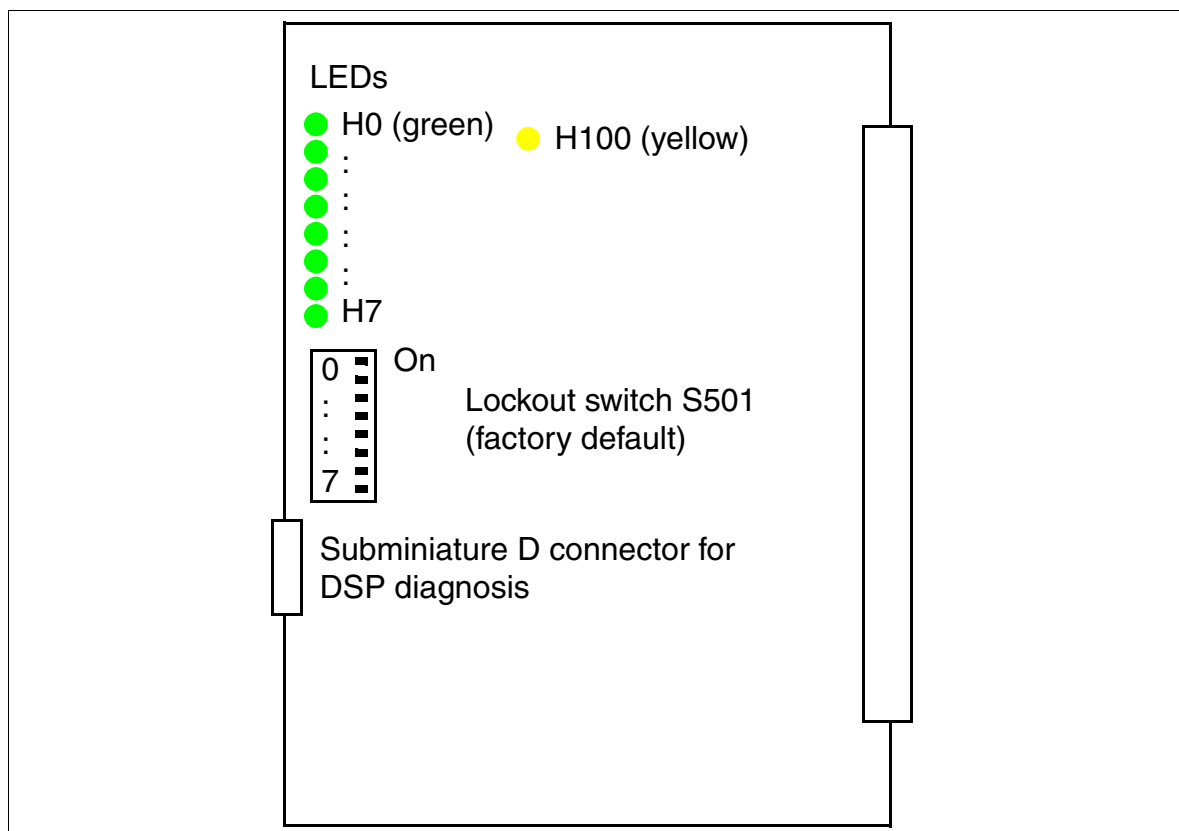 LEDs
H0 (green)
H100 (yellow)
:
:
:
:
H7
0
On
:
:
7
Lockout switch S501
(factory default)
Subminiature D connector for
DSP diagnosis